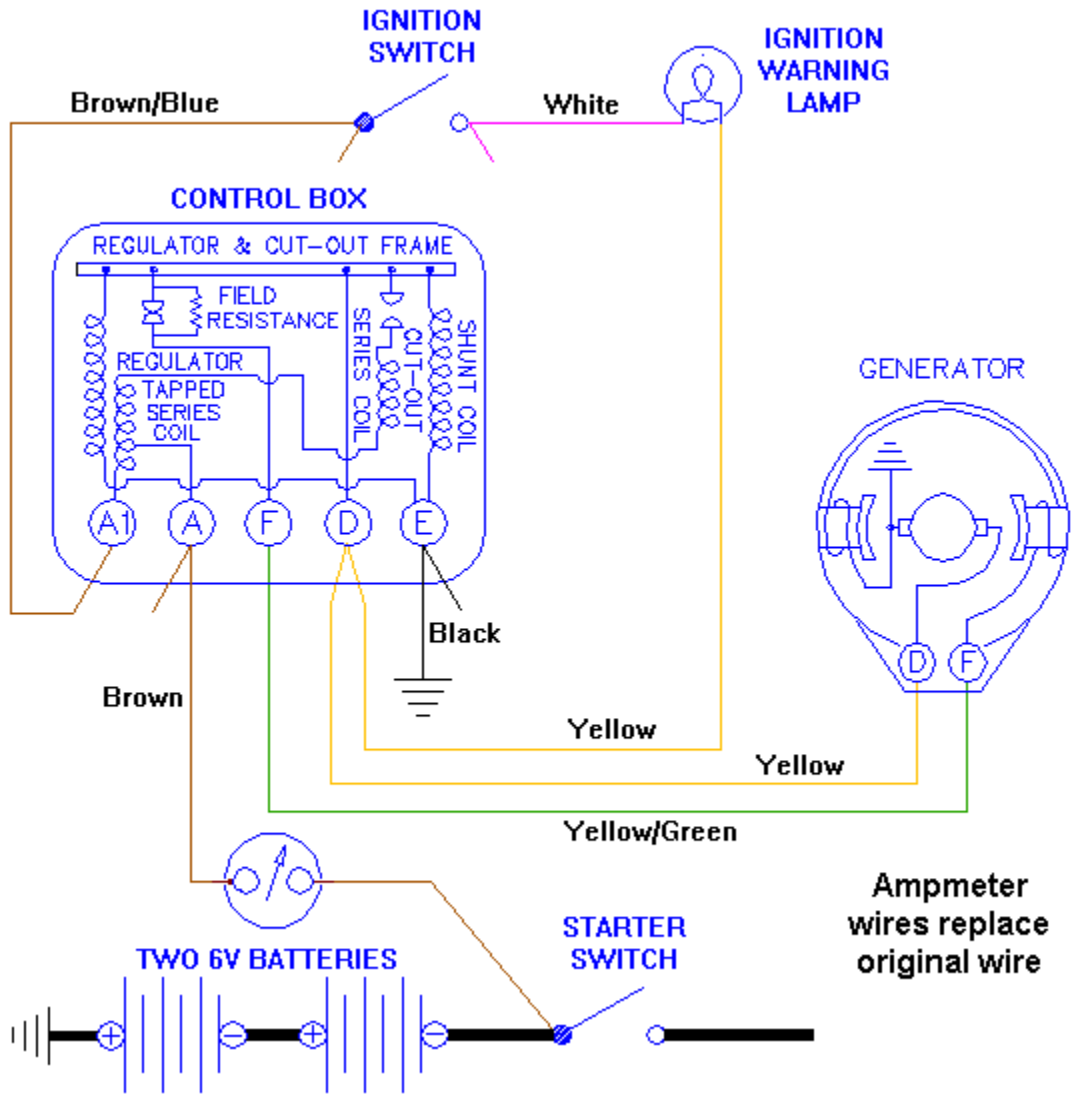 IGNITION
SWITCH
IGNITION
WARNING
LAMP
Brown/Blue
White
CONTROL BOX
REGULATOR & CUT-OUT FRAME
FIELD
RESISTANCE
REGULATOR
TAPPED
SERIES
COIL
SERIES COIL
CUT-OUT
SHUNT COIL
A1
A
F
D
E
GENERATOR
D
F
Black
Brown
Yellow
Yellow
Yellow/Green
Ampmeter
wires replace
original wire
STARTER
SWITCH
TWO 6V BATTERIES
+
−
+
−